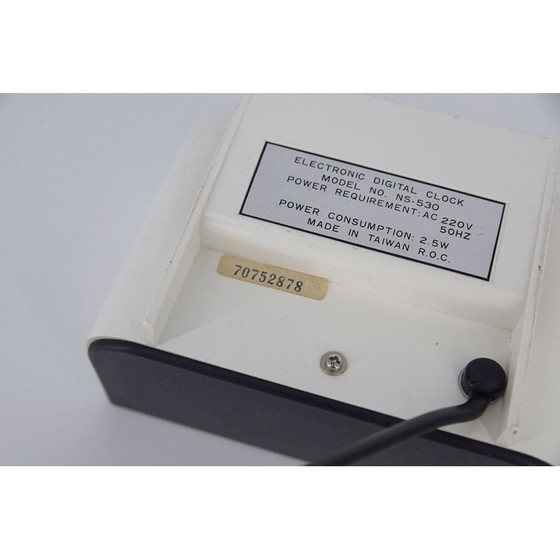 ELECTRONIC DIGITAL CLOCK
MODEL NO. NS-530
POWER REQUIREMENT: AC 220V
50HZ
POWER CONSUMPTION: 2.5W
MADE IN TAIWAN R.O.C.
70752878